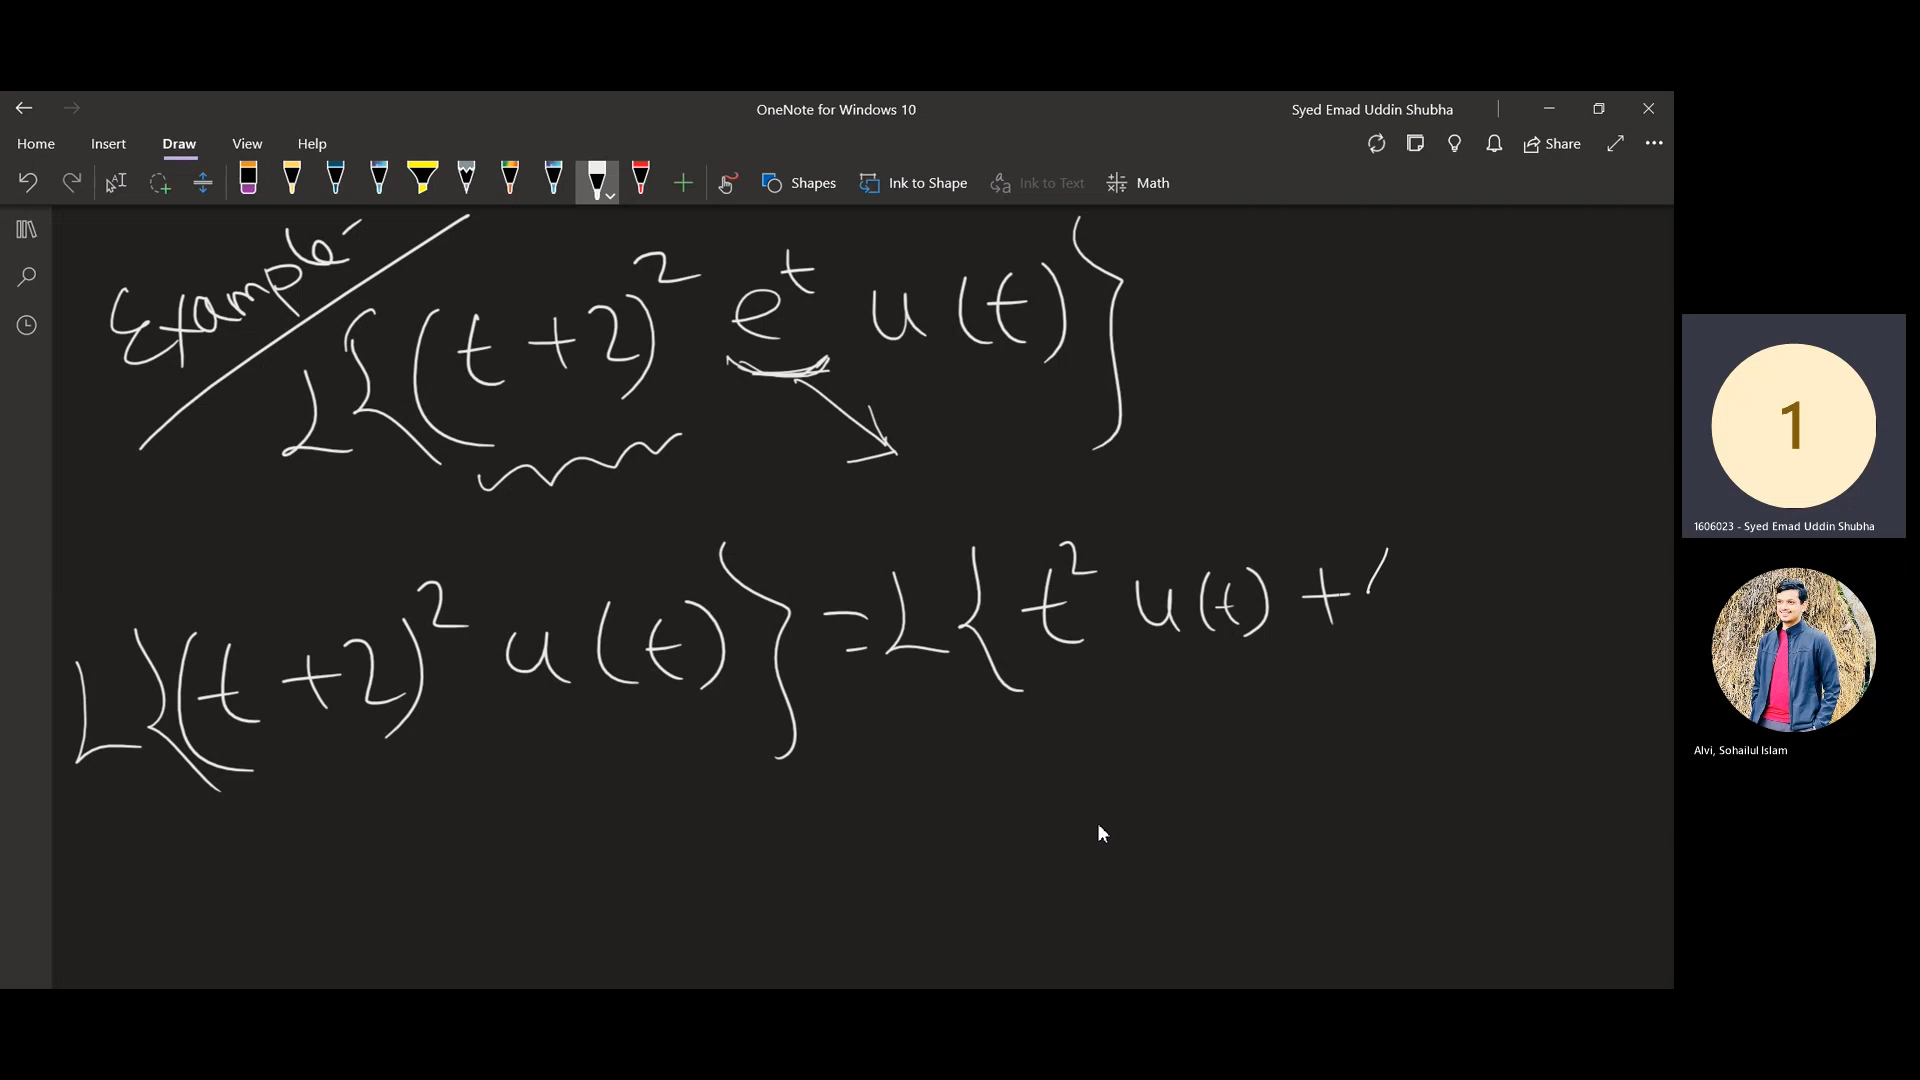 OneNote for Windows 10
Syed Emad Uddin Shubha
Home Insert Draw View Help
Share
Shapes Ink to Shape Ink to Text Math
Example
L{(t+2)² eᵗ u(t)}
L{(t+2)² u(t)} = L{t² u(t) +
1
1606023 - Syed Emad Uddin Shubha
Alvi, Sohailul Islam